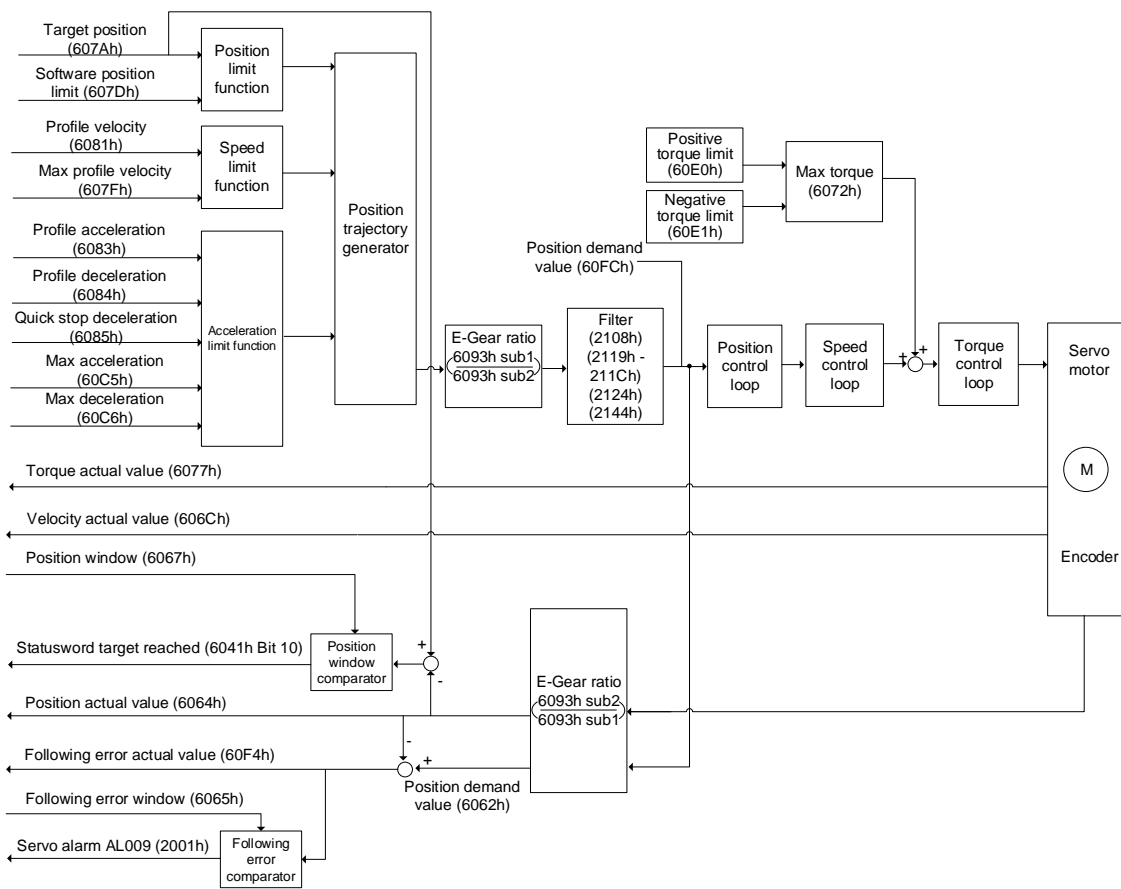 Target position
(607Ah)
Software position
limit (607Dh)
Position
limit
function
Profile velocity
(6081h)
Max profile velocity
(607Fh)
Speed
limit
function
Profile acceleration
(6083h)
Profile deceleration
(6084h)
Quick stop deceleration
(6085h)
Max acceleration
(60C5h)
Max deceleration
(60C6h)
Acceleration
limit function
Position
trajectory
generator
E-Gear ratio
6093h sub1
6093h sub2
Filter
(2108h)
(2119h -
211Ch)
(2124h)
(2144h)
Position demand
value (60FCh)
Positive
torque limit
(60E0h)
Negative
torque limit
(60E1h)
Max torque
(6072h)
Position
control
loop
Speed
control
loop
+
+
Torque
control
loop
Servo
motor
M
Encoder
Torque actual value (6077h)
Velocity actual value (606Ch)
Position window (6067h)
Statusword target reached (6041h Bit 10)
Position
window
comparator
+
-
Position actual value (6064h)
E-Gear ratio
6093h sub2
6093h sub1
-
+
Following error actual value (60F4h)
Position demand
value (6062h)
Following error window (6065h)
Servo alarm AL009 (2001h)
Following
error
comparator